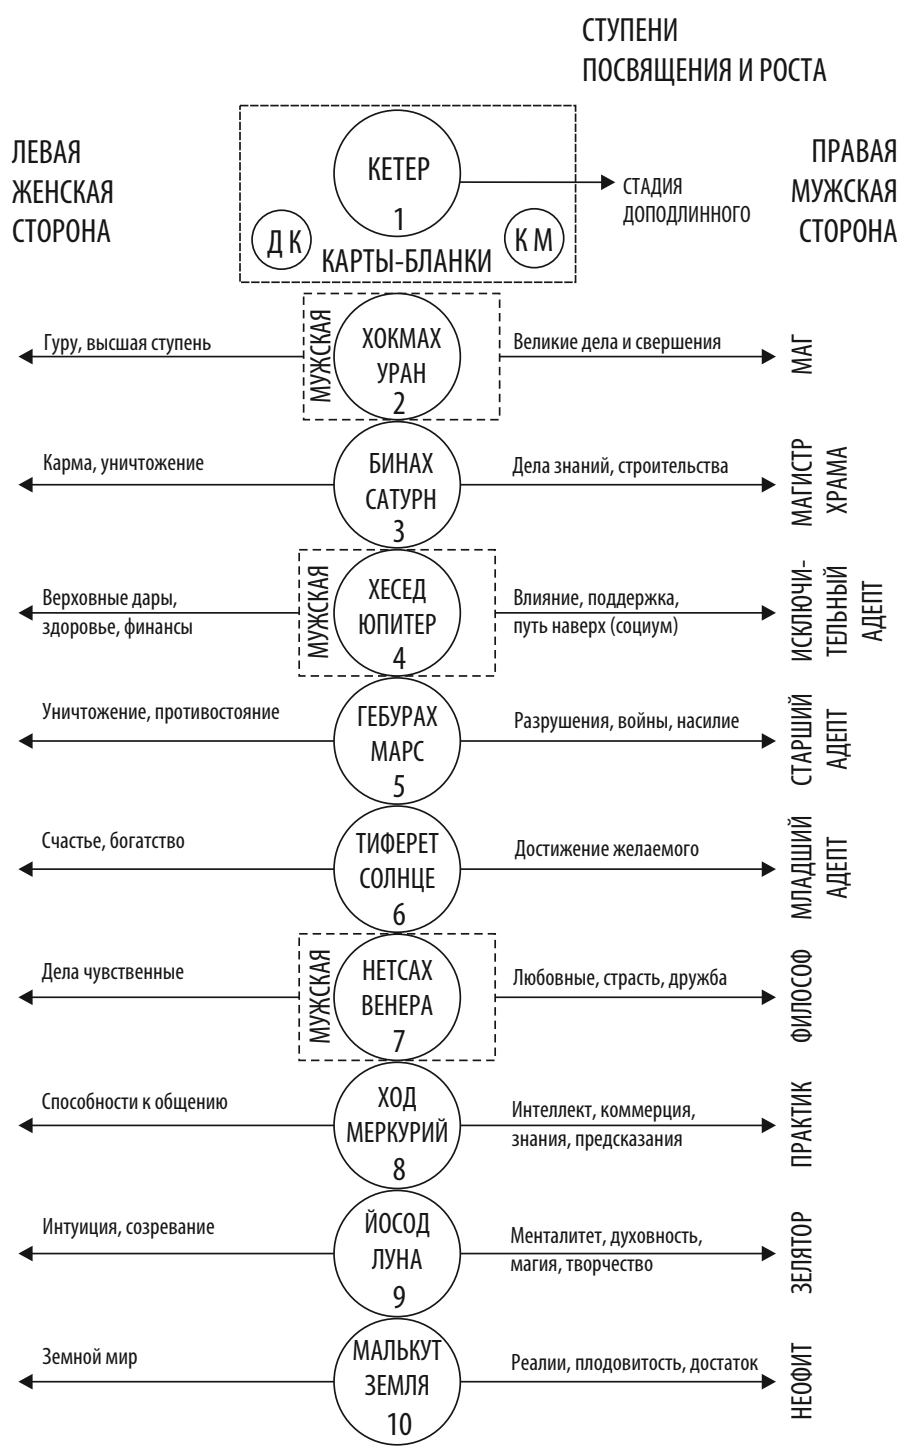 СТУПЕНИ
ПОСВЯЩЕНИЯ И РОСТА
ЛЕВАЯ
ЖЕНСКАЯ
СТОРОНА
ПРАВАЯ
МУЖСКАЯ
СТОРОНА
КЕТЕР
1
СТАДИЯ
ДОПОДЛИННОГО
Д К
К М
КАРТЫ-БЛАНКИ
Гуру, высшая ступень
МУЖСКАЯ
ХОКМАХ
УРАН
2
Великие дела и свершения
МАГ
Карма, уничтожение
БИНАХ
САТУРН
3
Дела знаний, строительства
МАГИСТР
ХРАМА
Верховные дары,
здоровье, финансы
МУЖСКАЯ
ХЕСЕД
ЮПИТЕР
4
Влияние, поддержка,
путь наверх (социум)
ИСКЛЮЧИ-
ТЕЛЬНЫЙ
АДЕПТ
Уничтожение, противостояние
ГЕБУРАХ
МАРС
5
Разрушения, войны, насилие
СТАРШИЙ
АДЕПТ
Счастье, богатство
ТИФЕРЕТ
СОЛНЦЕ
6
Достижение желаемого
МЛАДШИЙ
АДЕПТ
Дела чувственные
МУЖСКАЯ
НЕТСАХ
ВЕНЕРА
7
Любовные, страсть, дружба
ФИЛОСОФ
Способности к общению
ХОД
МЕРКУРИЙ
8
Интеллект, коммерция,
знания, предсказания
ПРАКТИК
Интуиция, созревание
ЙОСОД
ЛУНА
9
Менталитет, духовность,
магия, творчество
ЗЕЛЯТОР
Земной мир
МАЛЬКУТ
ЗЕМЛЯ
10
Реалии, плодовитость, достаток
НЕОФИТ